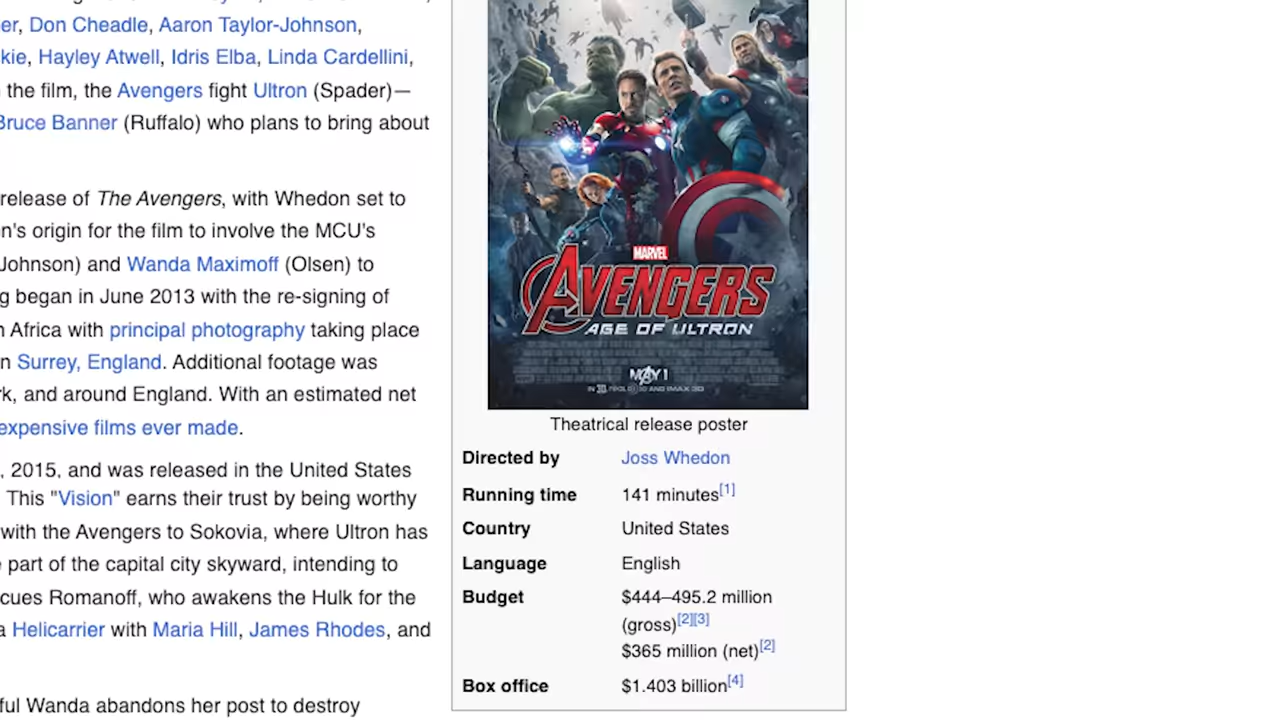 er, Don Cheadle, Aaron Taylor-Johnson,
kie, Hayley Atwell, Idris Elba, Linda Cardellini,
the film, the Avengers fight Ultron (Spader)—
Bruce Banner (Ruffalo) who plans to bring about
release of The Avengers, with Whedon set to
n's origin for the film to involve the MCU's
Johnson) and Wanda Maximoff (Olsen) to
g began in June 2013 with the re-signing of
n Africa with principal photography taking place
n Surrey, England. Additional footage was
rk, and around England. With an estimated net
expensive films ever made.
, 2015, and was released in the United States
This "Vision" earns their trust by being worthy
with the Avengers to Sokovia, where Ultron has
part of the capital city skyward, intending to
cues Romanoff, who awakens the Hulk for the
a Helicarrier with Maria Hill, James Rhodes, and
ful Wanda abandons her post to destroy
MARVEL
AVENGERS
AGE OF ULTRON
MAY 1
Theatrical release poster
Directed by Joss Whedon
Running time 141 minutes[1]
Country United States
Language English
Budget $444–495.2 million
(gross)[2][3]
$365 million (net)[2]
Box office $1.403 billion[4]